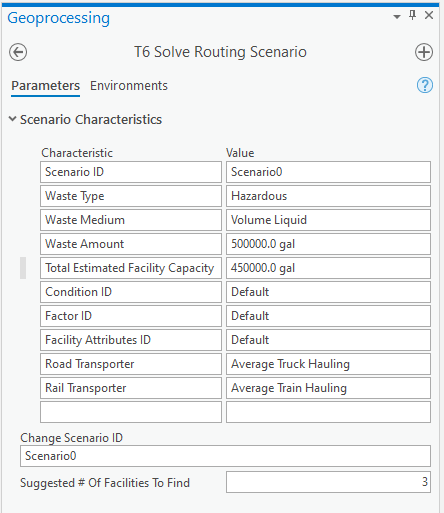 Geoprocessing
T6 Solve Routing Scenario
Parameters Environments
Scenario Characteristics
Characteristic Value
Scenario ID Scenario0
Waste Type Hazardous
Waste Medium Volume Liquid
Waste Amount 500000.0 gal
Total Estimated Facility Capacity 450000.0 gal
Condition ID Default
Factor ID Default
Facility Attributes ID Default
Road Transporter Average Truck Hauling
Rail Transporter Average Train Hauling
Change Scenario ID
Scenario0
Suggested # Of Facilities To Find 3